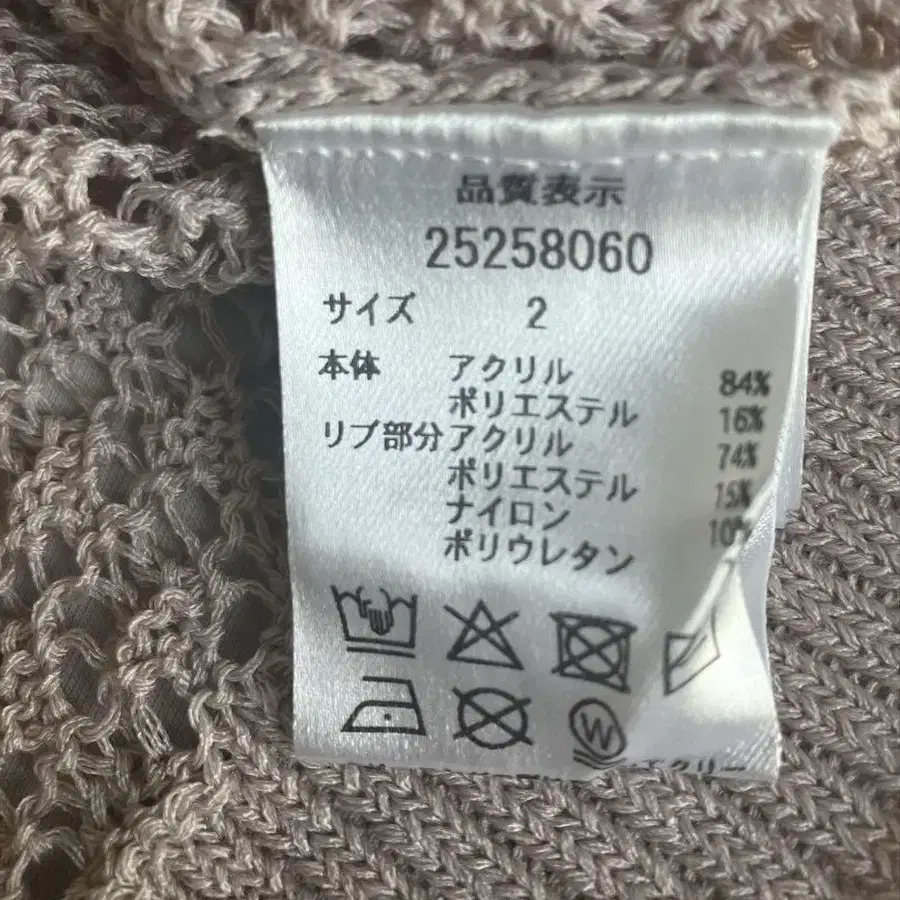 品質表示
25258060
サイズ 2
本体 アクリル 84%
ポリエステル 16%
リブ部分 アクリル 74%
ポリエステル 15%
ナイロン 10%
ポリウレタン
W